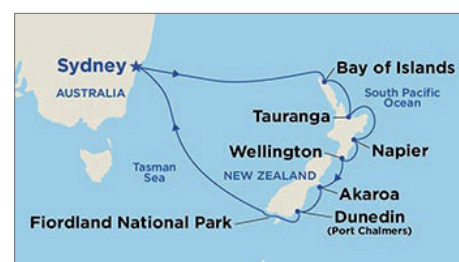 Sydney
AUSTRALIA
Bay of Islands
South Pacific
Ocean
Tauranga
Wellington
Napier
Tasman
Sea
NEW ZEALAND
Akaroa
Fiordland National Park
Dunedin
(Port Chalmers)